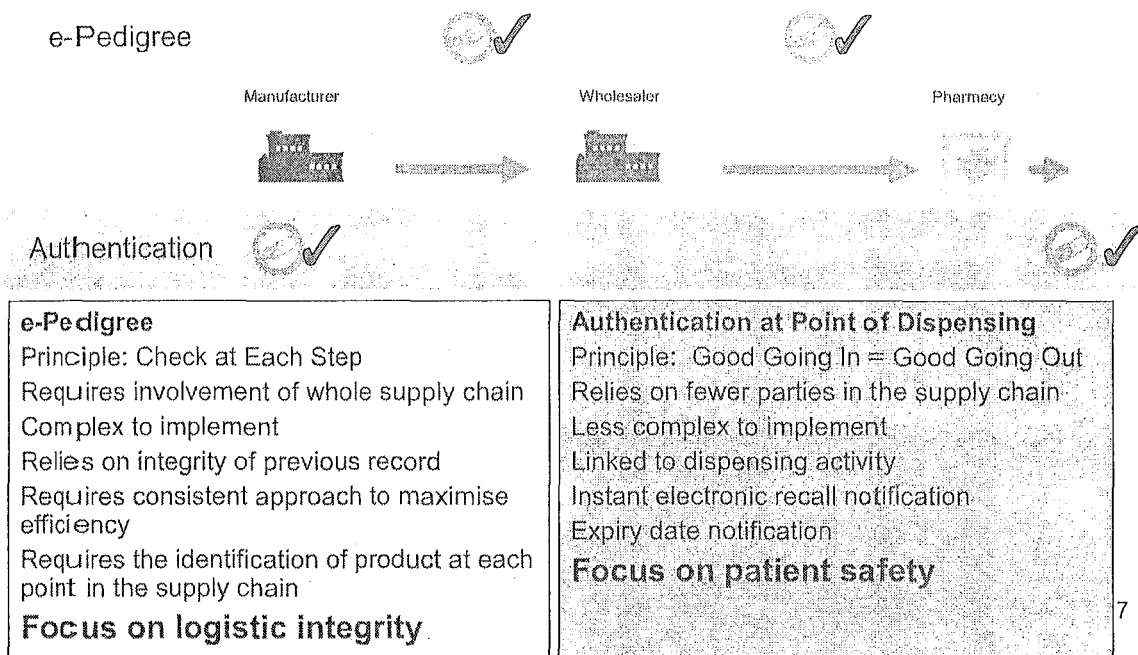 e-Pedigree
Manufacturer
Wholesaler
Pharmacy
Authentication
e-Pedigree
Principle: Check at Each Step
Requires involvement of whole supply chain
Complex to implement
Relies on integrity of previous record
Requires consistent approach to maximise
efficiency
Requires the identification of product at each
point in the supply chain
Focus on logistic integrity
Authentication at Point of Dispensing
Principle: Good Going In = Good Going Out
Relies on fewer parties in the supply chain
Less complex to implement
Linked to dispensing activity
Instant electronic recall notification
Expiry date notification
Focus on patient safety
7